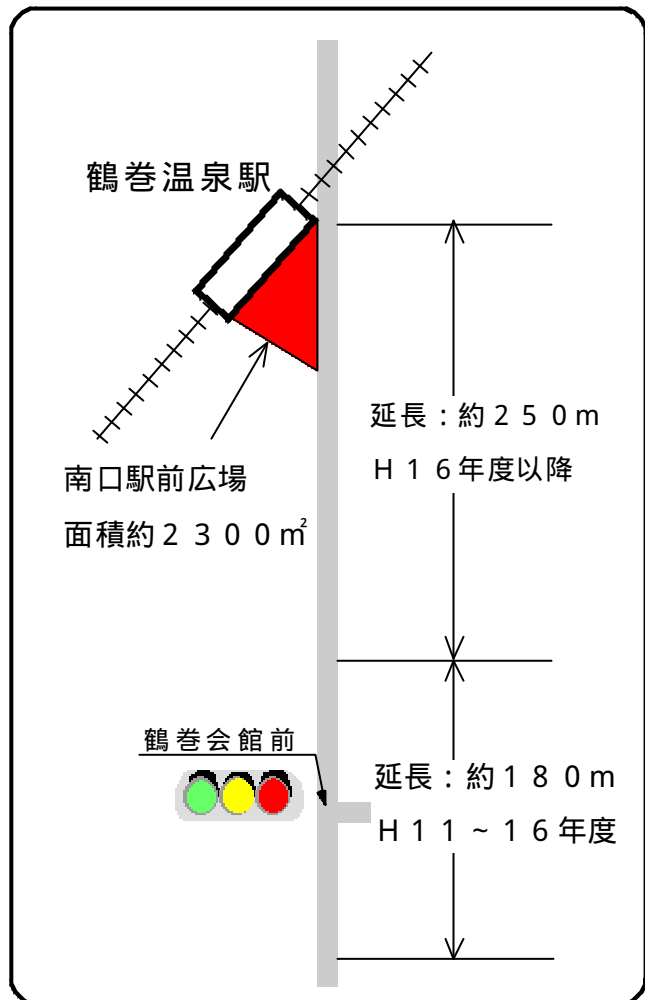 鶴巻温泉駅
延長：約２５０ｍ
Ｈ１６年度以降
南口駅前広場
面積約２３００㎡
鶴巻会館前
延長：約１８０ｍ
Ｈ１１~１６年度